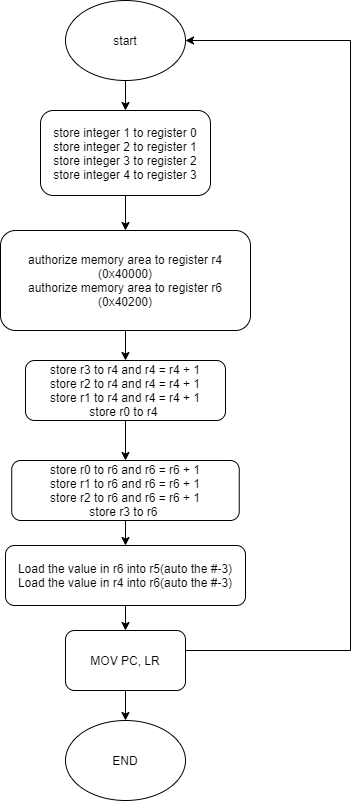 start
store integer 1 to register 0
store integer 2 to register 1
store integer 3 to register 2
store integer 4 to register 3
authorize memory area to register r4
(0x40000)
authorize memory area to register r6
(0x40200)
store r3 to r4 and r4 = r4 + 1
store r2 to r4 and r4 = r4 + 1
store r1 to r4 and r4 = r4 + 1
store r0 to r4
store r0 to r6 and r6 = r6 + 1
store r1 to r6 and r6 = r6 + 1
store r2 to r6 and r6 = r6 + 1
store r3 to r6
Load the value in r6 into r5(auto the #-3)
Load the value in r4 into r6(auto the #-3)
MOV PC, LR
END